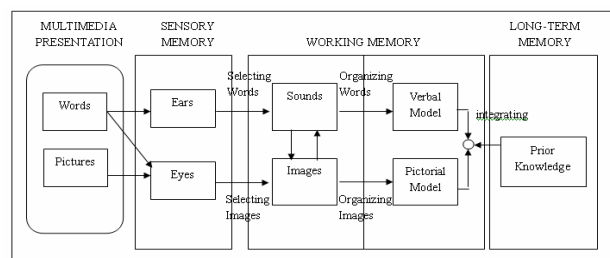 MULTIMEDIA
PRESENTATION
SENSORY
MEMORY
WORKING MEMORY
LONG-TERM
MEMORY
Selecting
Words
Organizing
Words
Words
Ears
Sounds
Verbal
Model
integrating
Pictures
Eyes
Images
Pictorial
Model
Prior
Knowledge
Selecting
Images
Organizing
Images